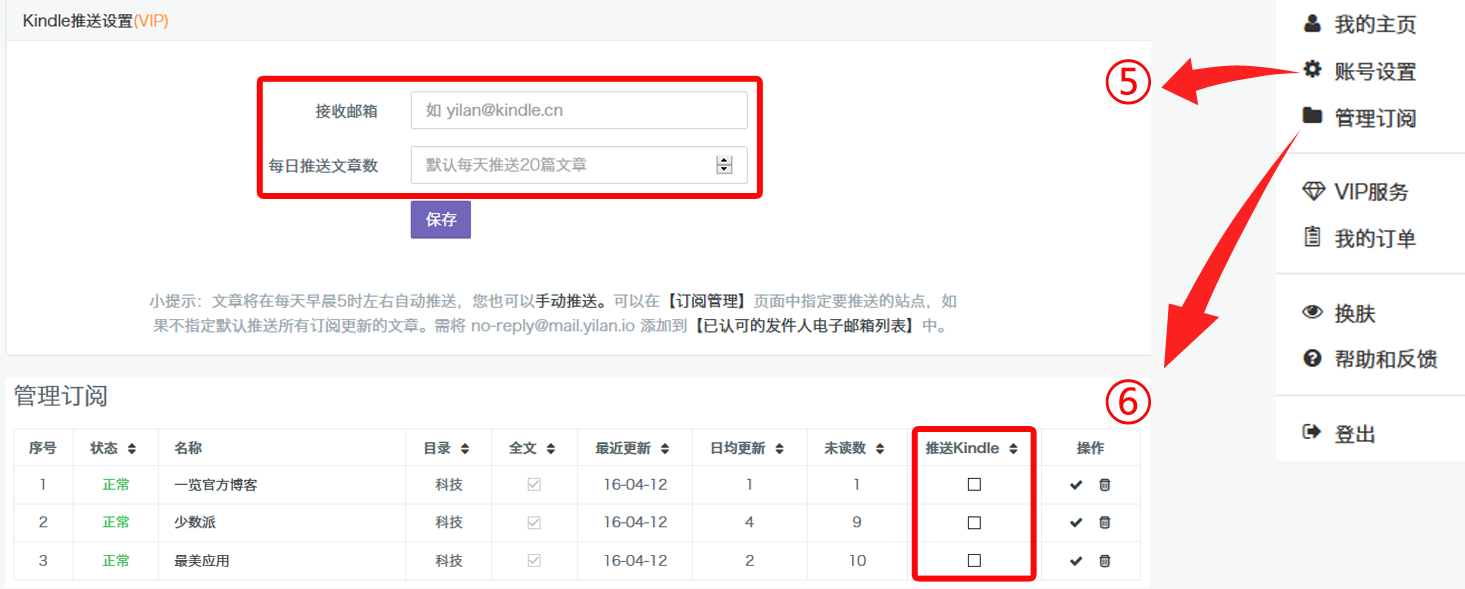 Kindle推送设置(VIP)
接收邮箱 如 yilan@kindle.cn
每日推送文章数 默认每天推送20篇文章
保存
小提示：文章将在每天早晨5时左右自动推送，您也可以手动推送。可以在【订阅管理】页面中指定要推送的站点，如
果不指定默认推送所有订阅更新的文章。需将 no-reply@mail.yilan.io 添加到【已认可的发件人电子邮箱列表】中。
⑤
我的主页
账号设置
管理订阅
VIP服务
我的订单
换肤
帮助和反馈
登出
⑥
管理订阅
序号 状态 名称 目录 全文 最近更新 日均更新 未读数 推送Kindle 操作
1 正常 一览官方博客 科技 16-04-12 1 1
2 正常 少数派 科技 16-04-12 4 9
3 正常 最美应用 科技 16-04-12 2 10